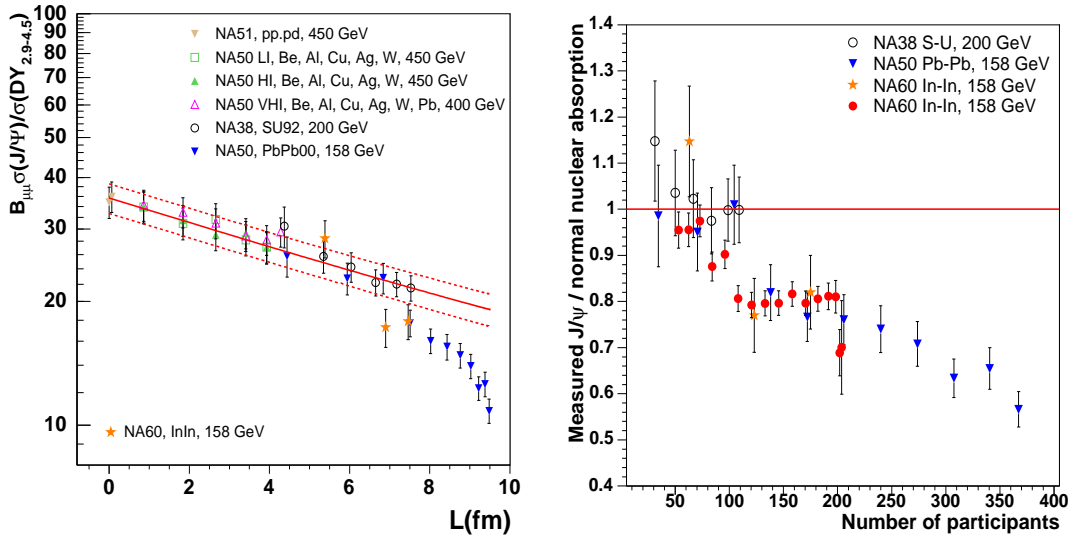 B_μμσ(J/Ψ)/σ(DY_2.9-4.5)
100
90
80
70
60
50
40
30
20
10
NA51, pp.pd, 450 GeV
NA50 LI, Be, Al, Cu, Ag, W, 450 GeV
NA50 HI, Be, Al, Cu, Ag, W, 450 GeV
NA50 VHI, Be, Al, Cu, Ag, W, Pb, 400 GeV
NA38, SU92, 200 GeV
NA50, PbPb00, 158 GeV
NA60, InIn, 158 GeV
0 2 4 6 8 10
L(fm)
Measured J/ψ / normal nuclear absorption
1.4
1.3
1.2
1.1
1
0.9
0.8
0.7
0.6
0.5
0.4
NA38 S-U, 200 GeV
NA50 Pb-Pb, 158 GeV
NA60 In-In, 158 GeV
NA60 In-In, 158 GeV
50 100 150 200 250 300 350 400
Number of participants